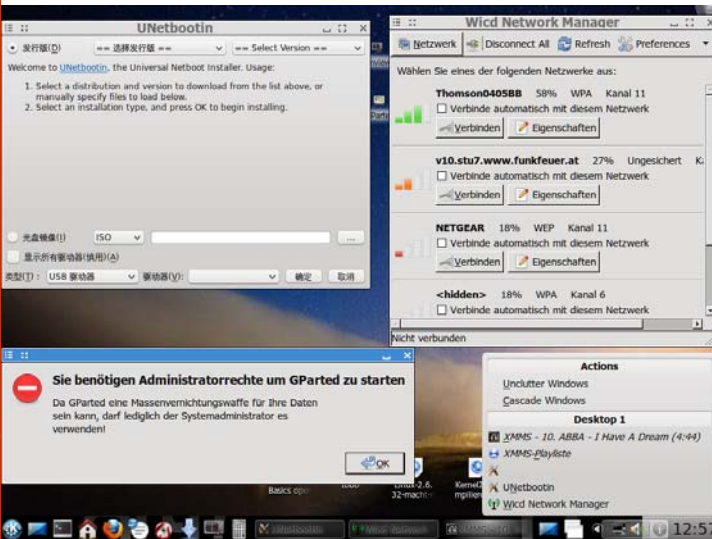 UNetbootin
发行版(D) == 选择发行版 == == Select Version ==
Welcome to UNetbootin, the Universal Netboot Installer. Usage:
1. Select a distribution and version to download from the list above, or
manually specify files to load below.
2. Select an installation type, and press OK to begin installing.
光盘镜像(I) ISO ...
显示所有驱动器(慎用)(A)
类型(T): USB 驱动器 驱动器(V): 确定 取消
Wicd Network Manager
Netzwerk Disconnect All Refresh Preferences
Wählen Sie eines der folgenden Netzwerke aus:
Thomson0405BB 58% WPA Kanal 11
Verbinde automatisch mit diesem Netzwerk
Verbinden Eigenschaften
v10.stu7.www.funkfeuer.at 27% Ungesichert
Verbinde automatisch mit diesem Netzwerk
Verbinden Eigenschaften
NETGEAR 18% WEP Kanal 11
Verbinde automatisch mit diesem Netzwerk
Verbinden Eigenschaften
<hidden> 18% WPA Kanal 6
Verbinde automatisch mit diesem Netzwerk
Nicht verbunden
Sie benötigen Administratorrechte um GParted zu starten
Da GParted eine Massenvernichtungswaffe für Ihre Daten
sein kann, darf lediglich der Systemadministrator es
verwenden!
OK
Actions
Unclutter Windows
Cascade Windows
Desktop 1
XMMS - 10. ABBA - I Have A Dream (4:44)
XMMS-Playliste
UNetbootin
Wicd Network Manager
Basics
32-macht-
UNetbootin
12:57